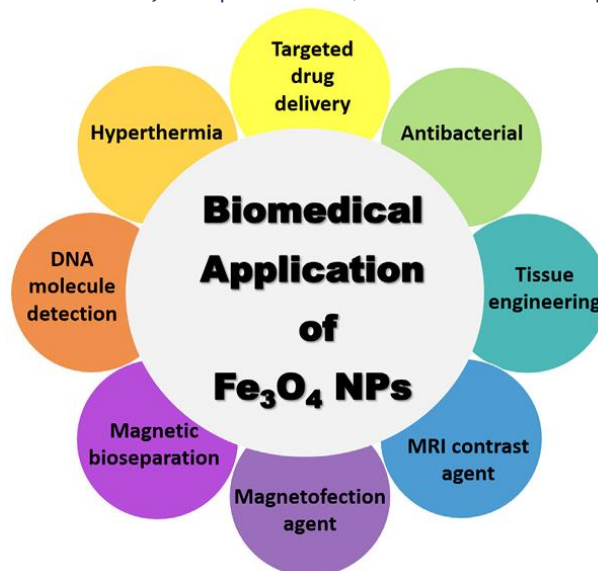 Targeted
drug
delivery
Antibacterial
Tissue
engineering
MRI contrast
agent
Magnetofection
agent
Magnetic
bioseparation
DNA
molecule
detection
Hyperthermia
Biomedical
Application
of
Fe₃O₄ NPs